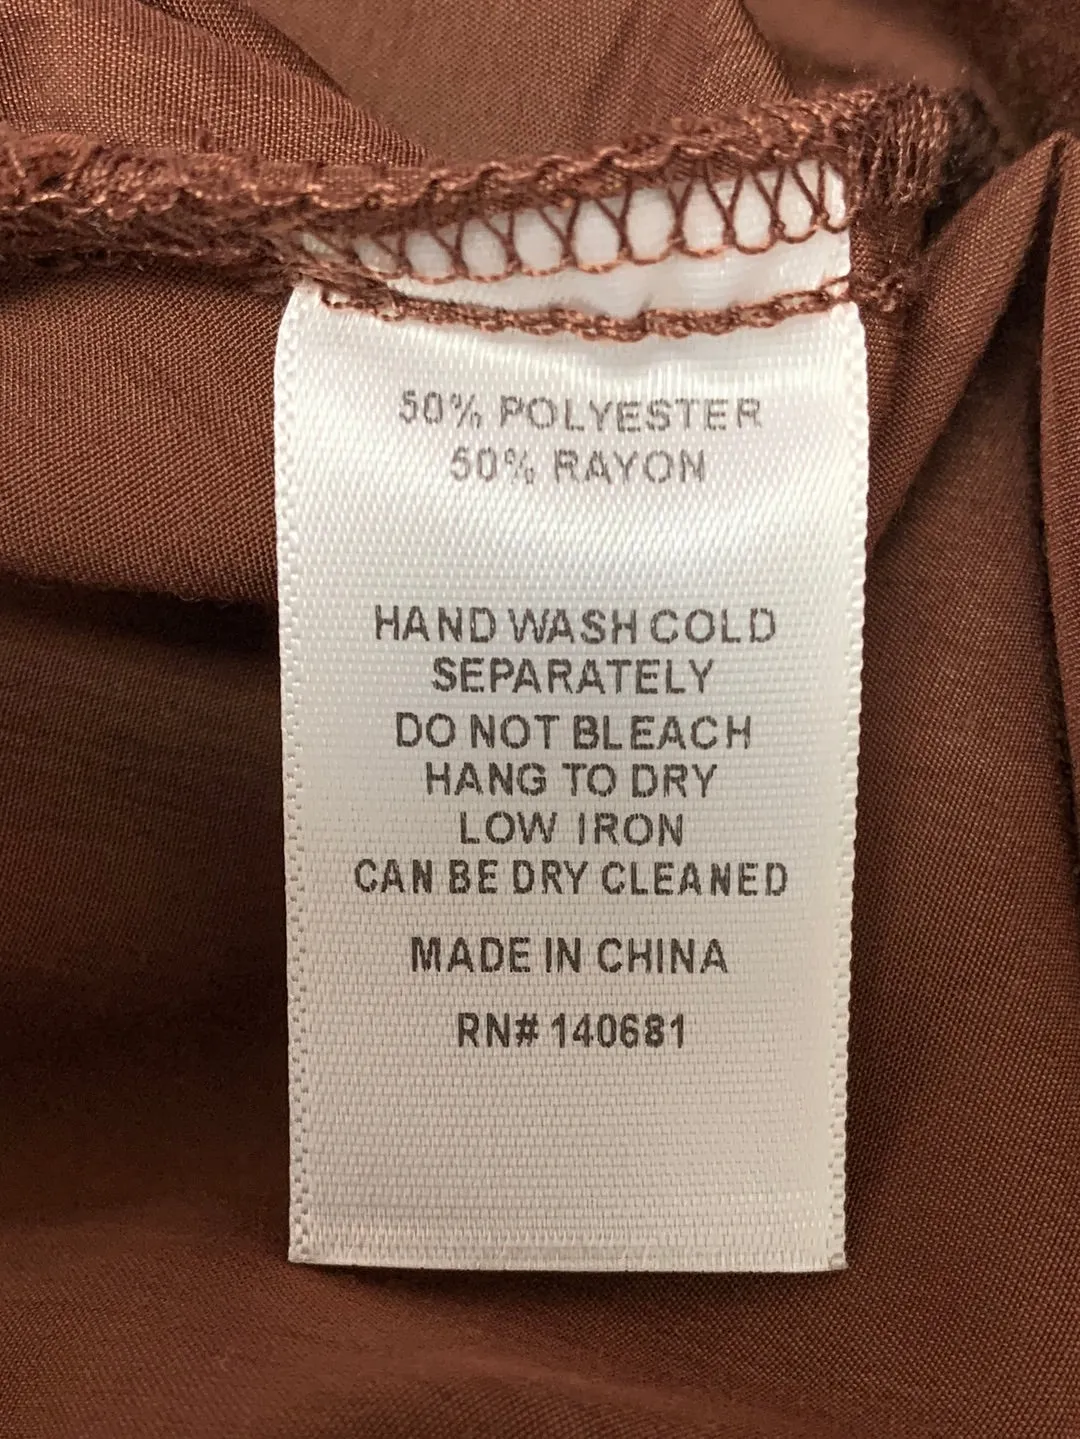 50% POLYESTER
50% RAYON
HAND WASH COLD
SEPARATELY
DO NOT BLEACH
HANG TO DRY
LOW IRON
CAN BE DRY CLEANED
MADE IN CHINA
RN# 140681